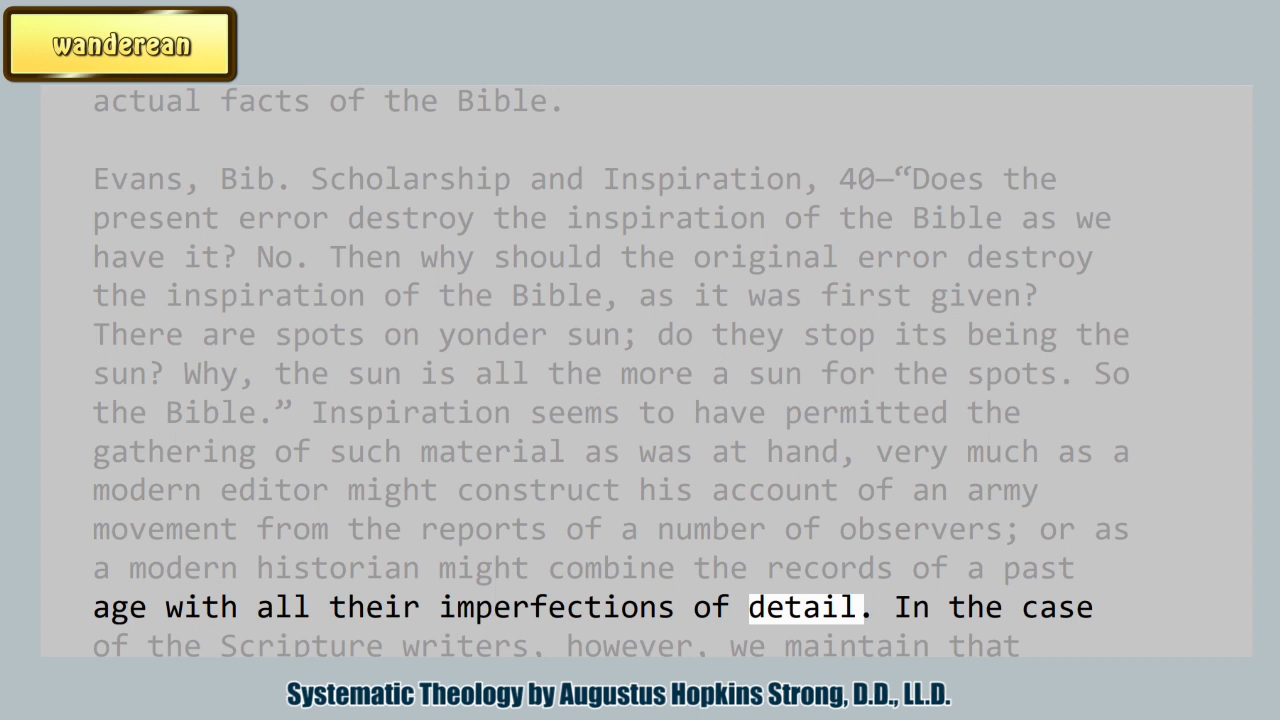 wanderean
actual facts of the Bible.
Evans, Bib. Scholarship and Inspiration, 40—“Does the
present error destroy the inspiration of the Bible as we
have it? No. Then why should the original error destroy
the inspiration of the Bible, as it was first given?
There are spots on yonder sun; do they stop its being the
sun? Why, the sun is all the more a sun for the spots. So
the Bible.” Inspiration seems to have permitted the
gathering of such material as was at hand, very much as a
modern editor might construct his account of an army
movement from the reports of a number of observers; or as
a modern historian might combine the records of a past
age with all their imperfections of detail. In the case
of the Scripture writers, however, we maintain that
Systematic Theology by Augustus Hopkins Strong, D.D., LL.D.